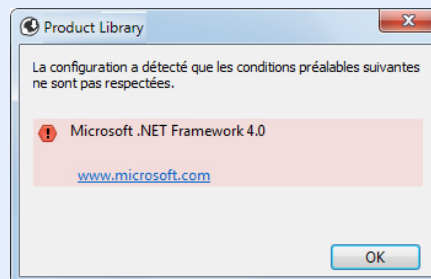 Product Library
La configuration a détecté que les conditions préalables suivantes
ne sont pas respectées.
Microsoft .NET Framework 4.0
www.microsoft.com
OK